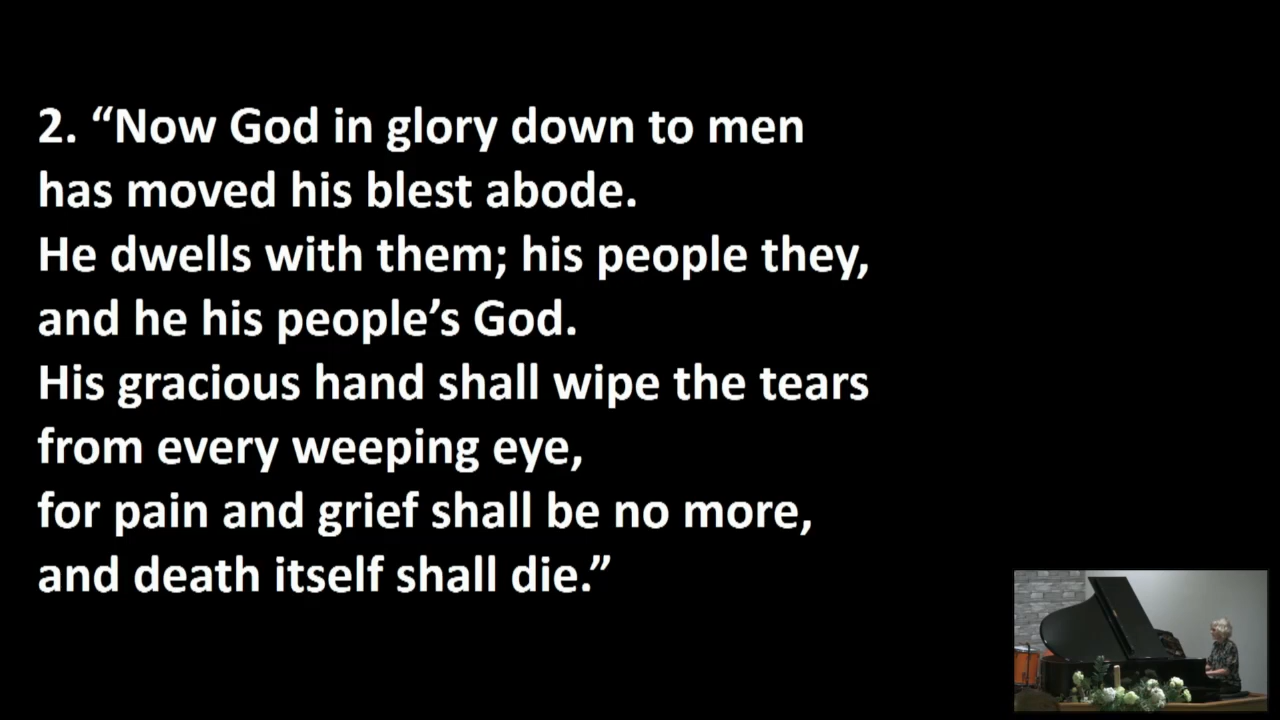 2. “Now God in glory down to men
has moved his blest abode.
He dwells with them; his people they,
and he his people’s God.
His gracious hand shall wipe the tears
from every weeping eye,
for pain and grief shall be no more,
and death itself shall die.”